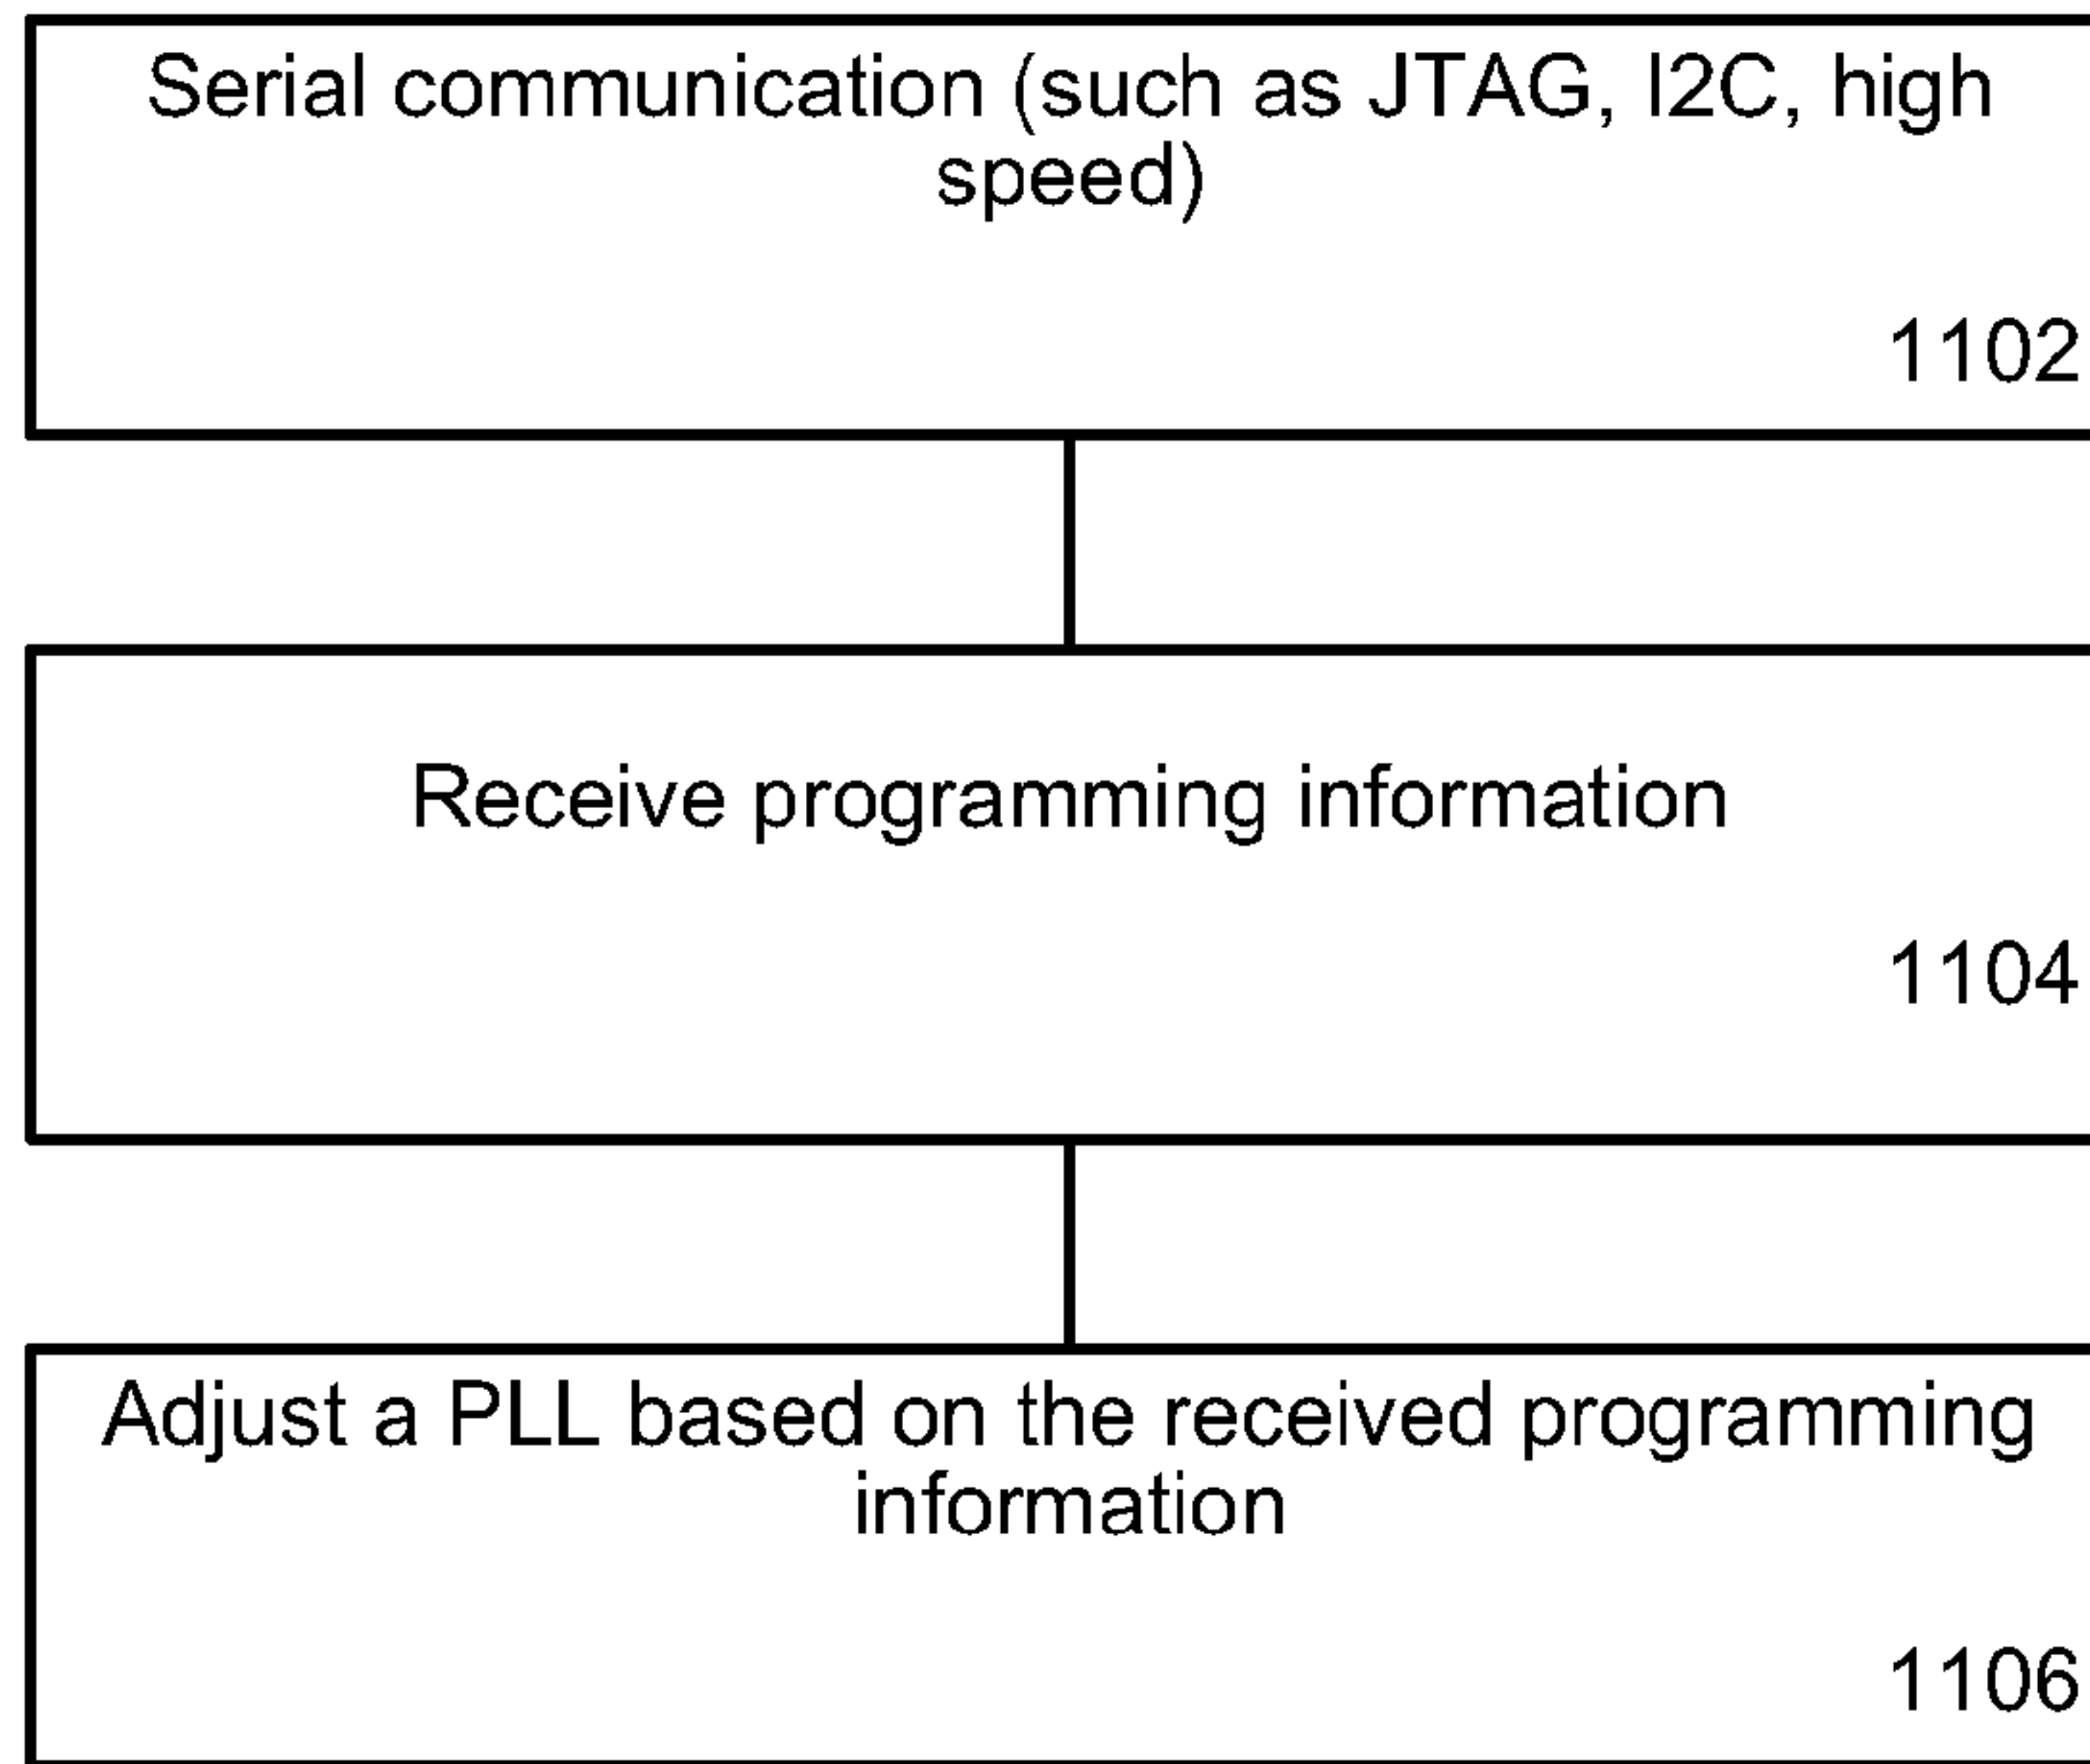 Serial communication (such as JTAG, I2C, high
speed)
1102
Receive programming information
1104
Adjust a PLL based on the received programming
information
1106